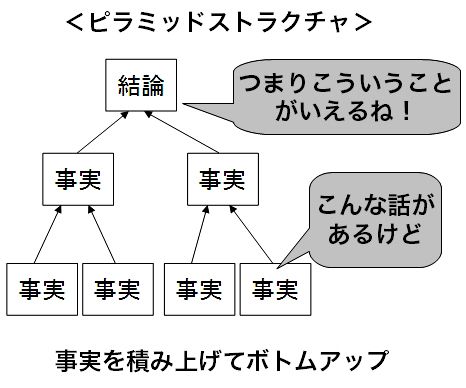 ＜ピラミッドストラクチャ＞
結論
つまりこういうこと
がいえるね！
事実
事実
こんな話が
あるけど
事実
事実
事実
事実
事実を積み上げてボトムアップ